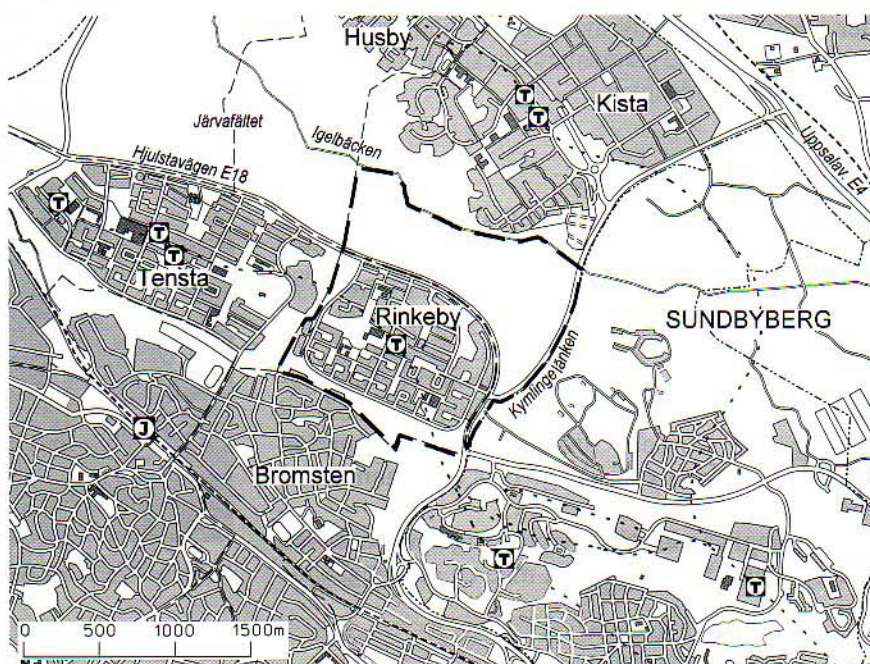 Husby
T
T
Kista
Järvafältet
Igelbäcken
Uppsalav. E4
Hjulstavägen E18
T
T
T
Tensta
Rinkeby
T
SUNDBYBERG
Kymlingelänken
J
Bromsten
T
T
0 500 1000 1500m